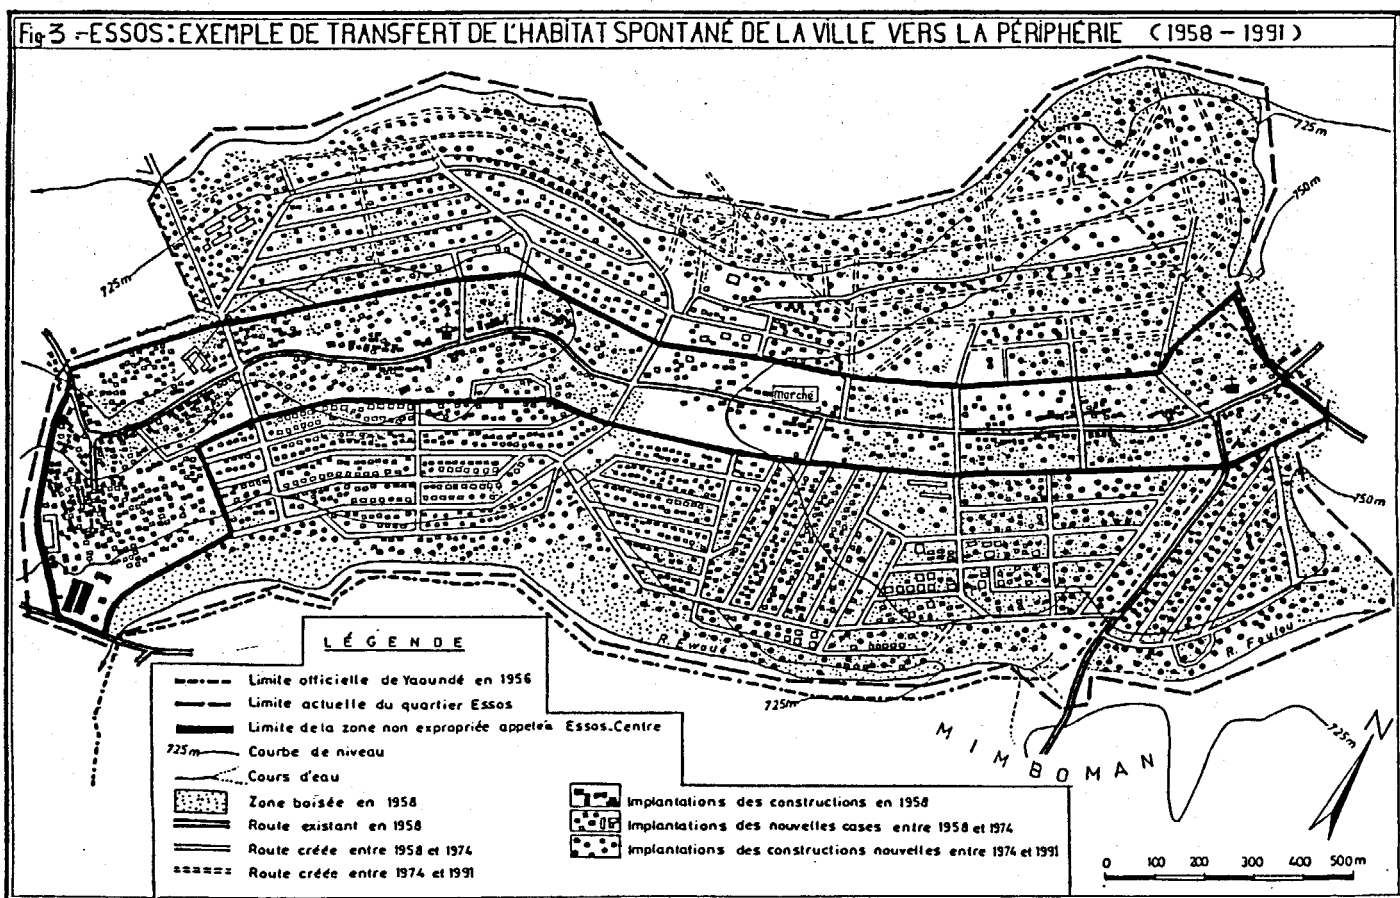 Fig 3 - ESSOS: EXEMPLE DE TRANSFERT DE L'HABITAT SPONTANÉ DE LA VILLE VERS LA PÉRIPHÉRIE (1958 - 1991)
725m
750m
725m
marché
750m
R. Ewoué
R. Foulou
725m
MIMBOMAN
725m
N
LÉGENDE
Limite officielle de Yaoundé en 1956
Limite actuelle du quartier Essos
Limite de la zone non expropriée appeleé Essos-Centre
725m Courbe de niveau
Cours d'eau
Zone boisée en 1958
Route existant en 1958
Route créée entre 1958 et 1974
Route créée entre 1974 et 1991
Implantations des constructions en 1958
Implantations des nouvelles cases entre 1958 et 1974
Implantations des constructions nouvelles entre 1974 et 1991
0 100 200 300 400 500m